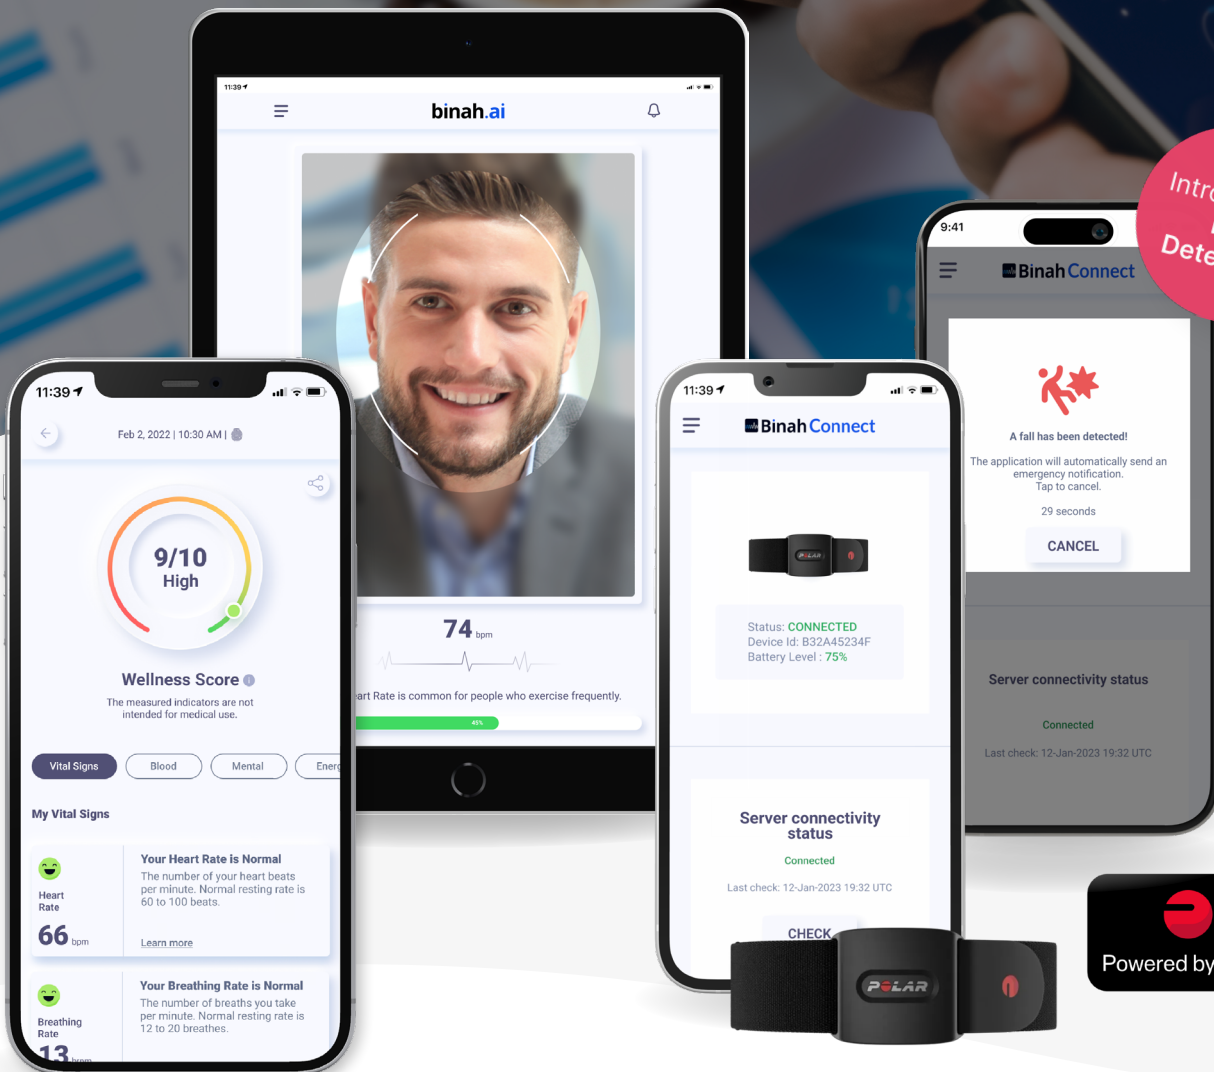 11:39
binah.ai
74 bpm
art Rate is common for people who exercise frequently.
45%
11:39
Feb 2, 2022 | 10:30 AM |
9/10
High
Wellness Score
The measured indicators are not
intended for medical use.
Vital Signs
Blood
Mental
Energ
My Vital Signs
Heart
Rate
66 bpm
Your Heart Rate is Normal
The number of your heart beats
per minute. Normal resting rate is
60 to 100 beats.
Learn more
Breathing
Rate
13 brpm
Your Breathing Rate is Normal
The number of breaths you take
per minute. Normal resting rate is
12 to 20 breathes.
11:39
Binah Connect
POLAR
Status: CONNECTED
Device Id: B32A45234F
Battery Level : 75%
Server connectivity
status
Connected
Last check: 12-Jan-2023 19:32 UTC
CHECK
POLAR
9:41
Binah Connect
A fall has been detected!
The application will automatically send an
emergency notification.
Tap to cancel.
29 seconds
CANCEL
Server connectivity status
Connected
Last check: 12-Jan-2023 19:32 UTC
Powered by